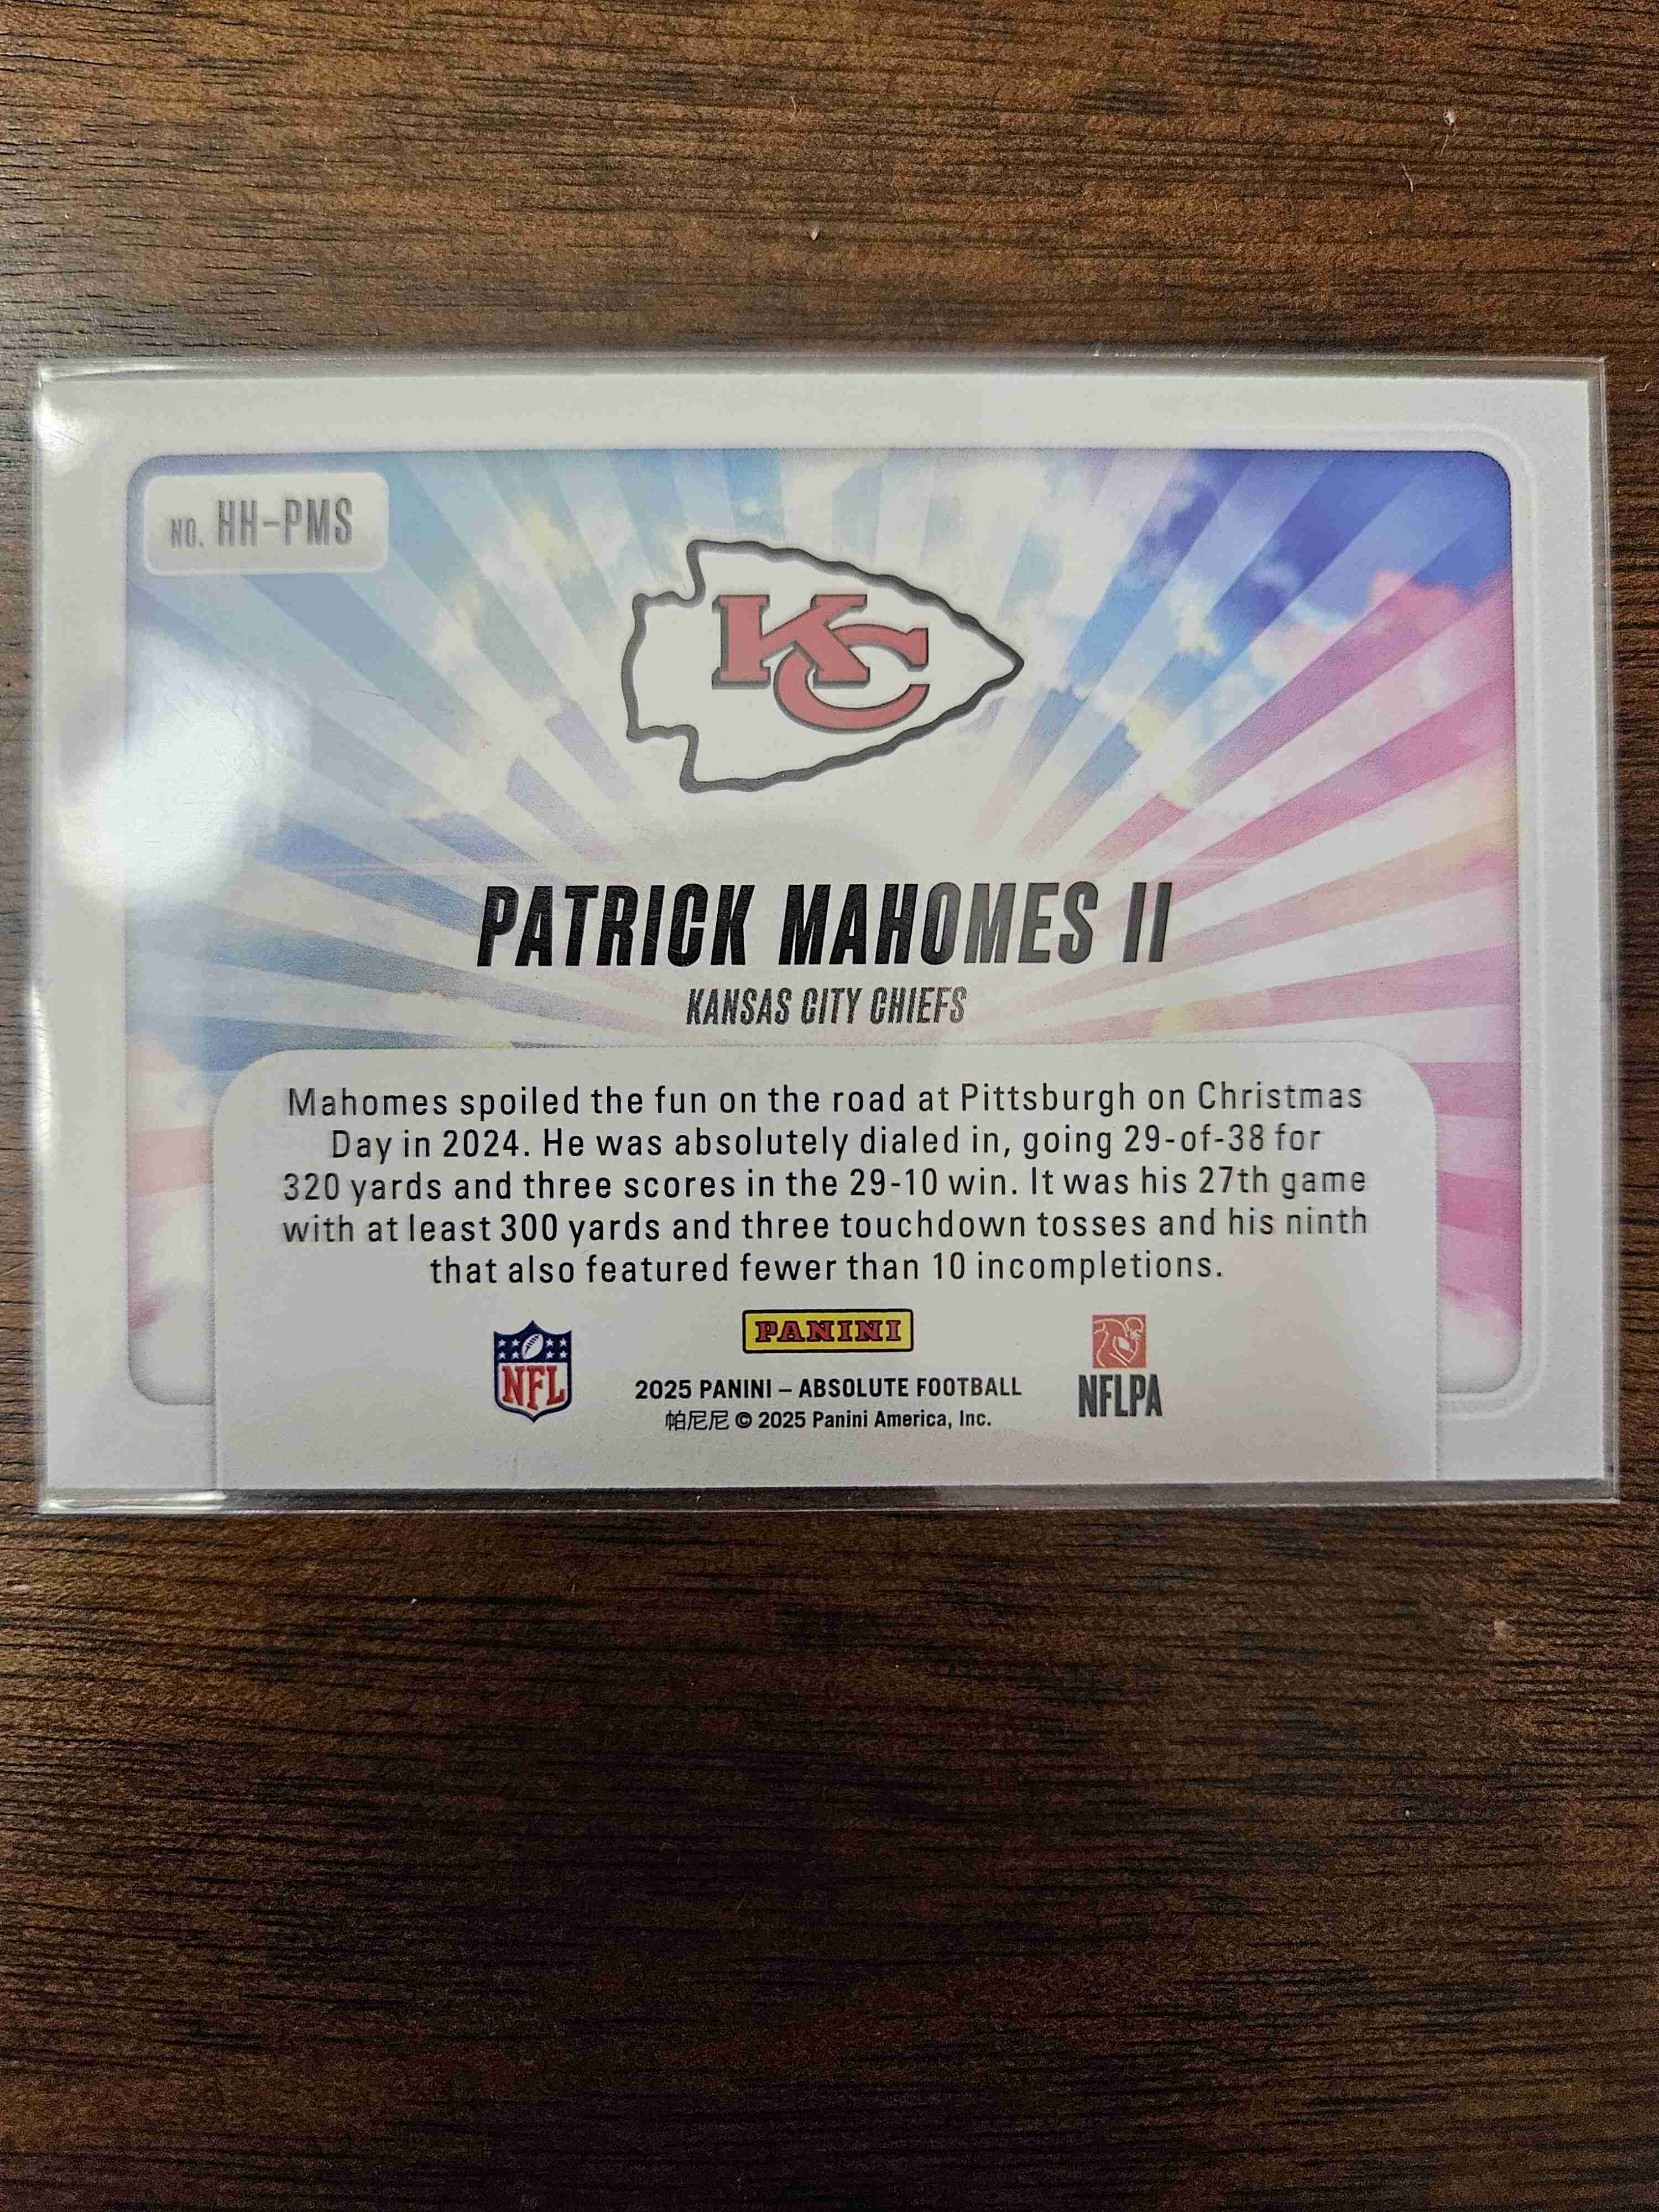 NO. HH-PMS
KC
PATRICK MAHOMES II
KANSAS CITY CHIEFS
Mahomes spoiled the fun on the road at Pittsburgh on Christmas
Day in 2024. He was absolutely dialed in, going 29-of-38 for
320 yards and three scores in the 29-10 win. It was his 27th game
with at least 300 yards and three touchdown tosses and his ninth
that also featured fewer than 10 incompletions.
NFL
PANINI
2025 PANINI – ABSOLUTE FOOTBALL
帕尼尼 © 2025 Panini America, Inc.
NFLPA